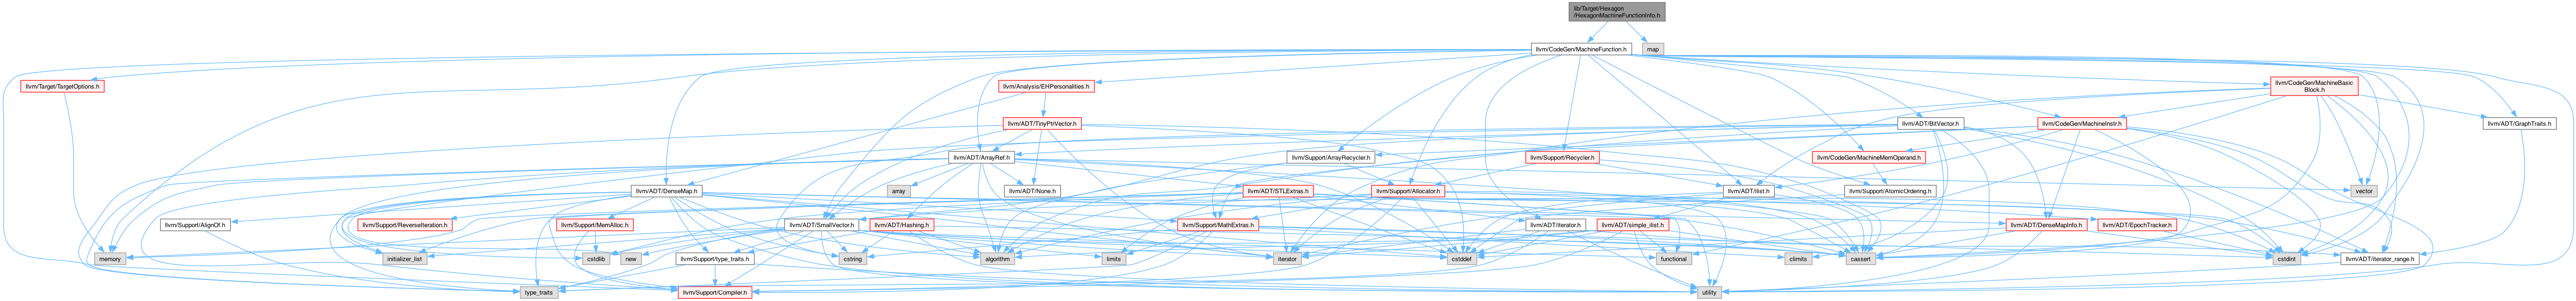 lib/Target/Hexagon
/HexagonMachineFunctionInfo.h
llvm/CodeGen/MachineFunction.h
map
llvm/Target/TargetOptions.h
llvm/Analysis/EHPersonalities.h
llvm/CodeGen/MachineBasic
Block.h
llvm/ADT/TinyPtrVector.h
llvm/ADT/BitVector.h
llvm/CodeGen/MachineInstr.h
llvm/ADT/GraphTraits.h
llvm/ADT/ArrayRef.h
llvm/Support/ArrayRecycler.h
llvm/Support/Recycler.h
llvm/CodeGen/MachineMemOperand.h
llvm/ADT/DenseMap.h
array
llvm/ADT/None.h
llvm/ADT/STLExtras.h
llvm/Support/Allocator.h
llvm/ADT/ilist.h
llvm/Support/AtomicOrdering.h
vector
llvm/Support/AlignOf.h
llvm/Support/ReverseIteration.h
llvm/Support/MemAlloc.h
llvm/ADT/SmallVector.h
llvm/ADT/Hashing.h
llvm/Support/MathExtras.h
llvm/ADT/iterator.h
llvm/ADT/simple_ilist.h
llvm/ADT/DenseMapInfo.h
llvm/ADT/EpochTracker.h
memory
initializer_list
cstdlib
new
llvm/Support/type_traits.h
cstring
algorithm
limits
iterator
cstddef
functional
climits
cassert
cstdint
llvm/ADT/iterator_range.h
type_traits
llvm/Support/Compiler.h
utility